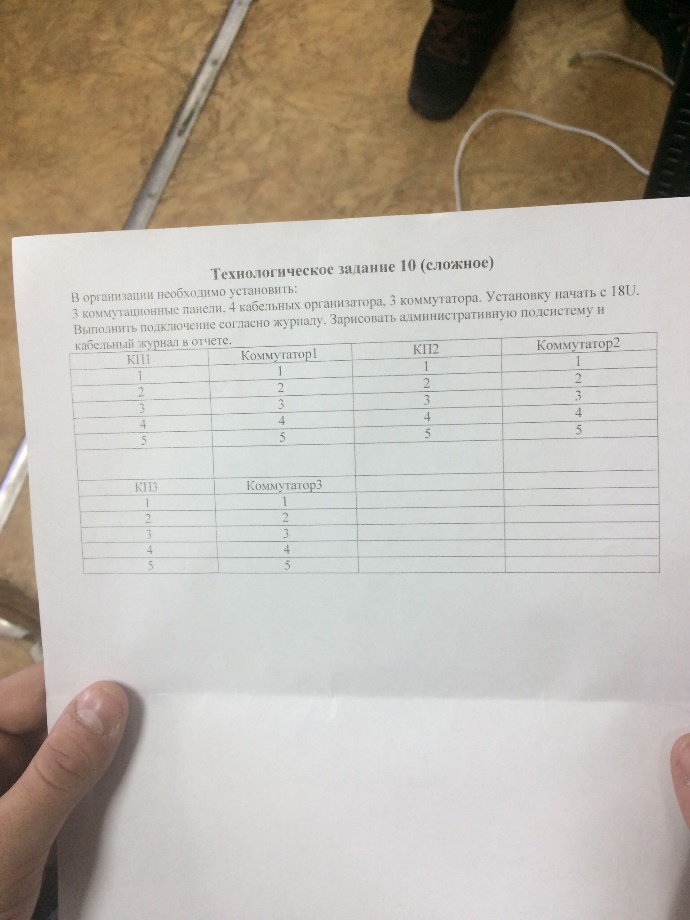 Технологическое задание 10 (сложное)
В организации необходимо установить:
3 коммутационные панели, 4 кабельных организатора, 3 коммутатора. Установку начать с 18U.
Выполнить подключение согласно журналу. Зарисовать административную подсистему и
кабельный журнал в отчете.
КП1 Коммутатор1 КП2 Коммутатор2
1 1 1 1
2 2 2 2
3 3 3 3
4 4 4 4
5 5 5 5
КП3 Коммутатор3
1 1
2 2
3 3
4 4
5 5